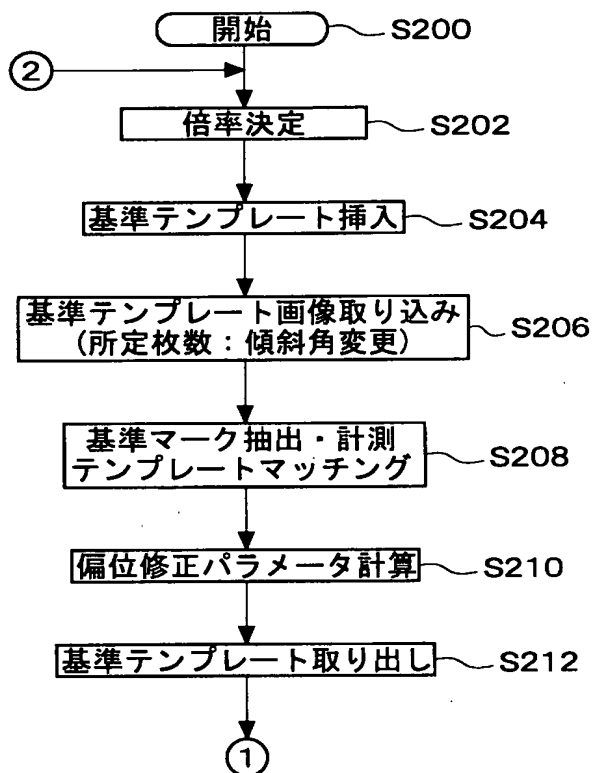 開始 S200
②
倍率決定 S202
基準テンプレート挿入 S204
基準テンプレート画像取り込み
(所定枚数：傾斜角変更) S206
基準マーク抽出・計測
テンプレートマッチング S208
偏位修正パラメータ計算 S210
基準テンプレート取り出し S212
①